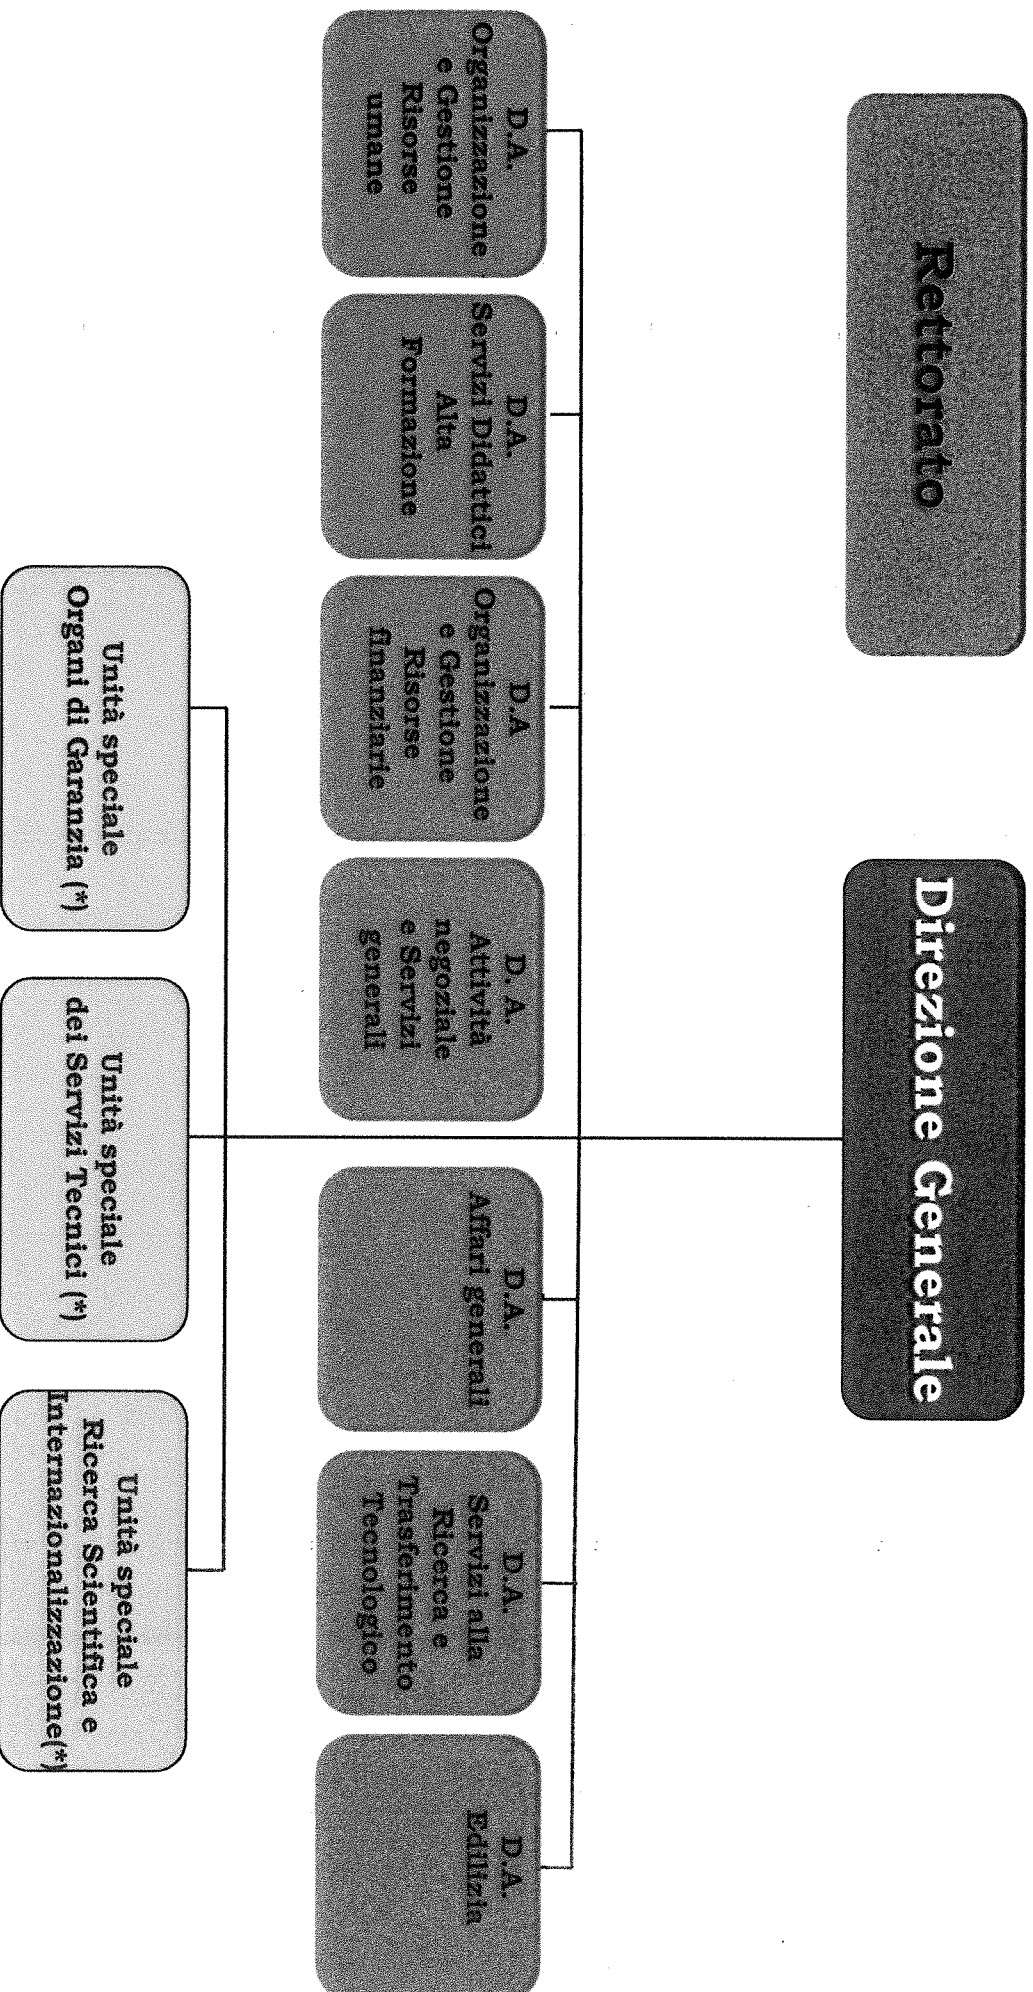 Rettorato
Direzione Generale
D.A.
Organizzazione
e Gestione
Risorse
umane
D.A.
Servizi Didattici
Alta
Formazione
D.A
Organizzazione
e Gestione
Risorse
finanziarie
D. A.
Attività
negoziale
e Servizi
generali
D.A.
Affari generali
D.A.
Servizi alla
Ricerca e
Trasferimento
Tecnologico
D.A.
Edilizia
Unità speciale
Organi di Garanzia (*)
Unità speciale
dei Servizi Tecnici (*)
Unità speciale
Ricerca Scientifica e
Internazionalizzazione(*)